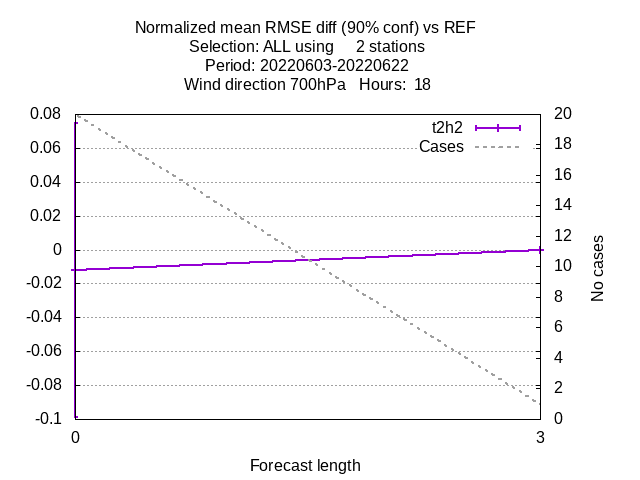 Normalized mean RMSE diff (90% conf) vs REF
Selection: ALL using     2 stations
Period: 20220603-20220622
Wind direction 700hPa   Hours:  18
t2h2
Cases
0.08
0.06
0.04
0.02
0
-0.02
-0.04
-0.06
-0.08
-0.1
20
18
16
14
12
10
8
6
4
2
0
No cases
0
3
Forecast length